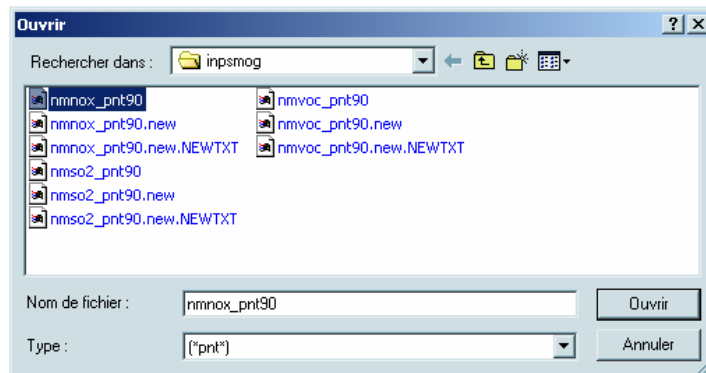 Ouvrir
Rechercher dans : inpsmog
nmnox_pnt90 nmvoc_pnt90
nmnox_pnt90.new nmvoc_pnt90.new
nmnox_pnt90.new.NEWTXT nmvoc_pnt90.new.NEWTXT
nmso2_pnt90
nmso2_pnt90.new
nmso2_pnt90.new.NEWTXT
Nom de fichier : nmnox_pnt90 Ouvrir
Type : (*pnt*) Annuler